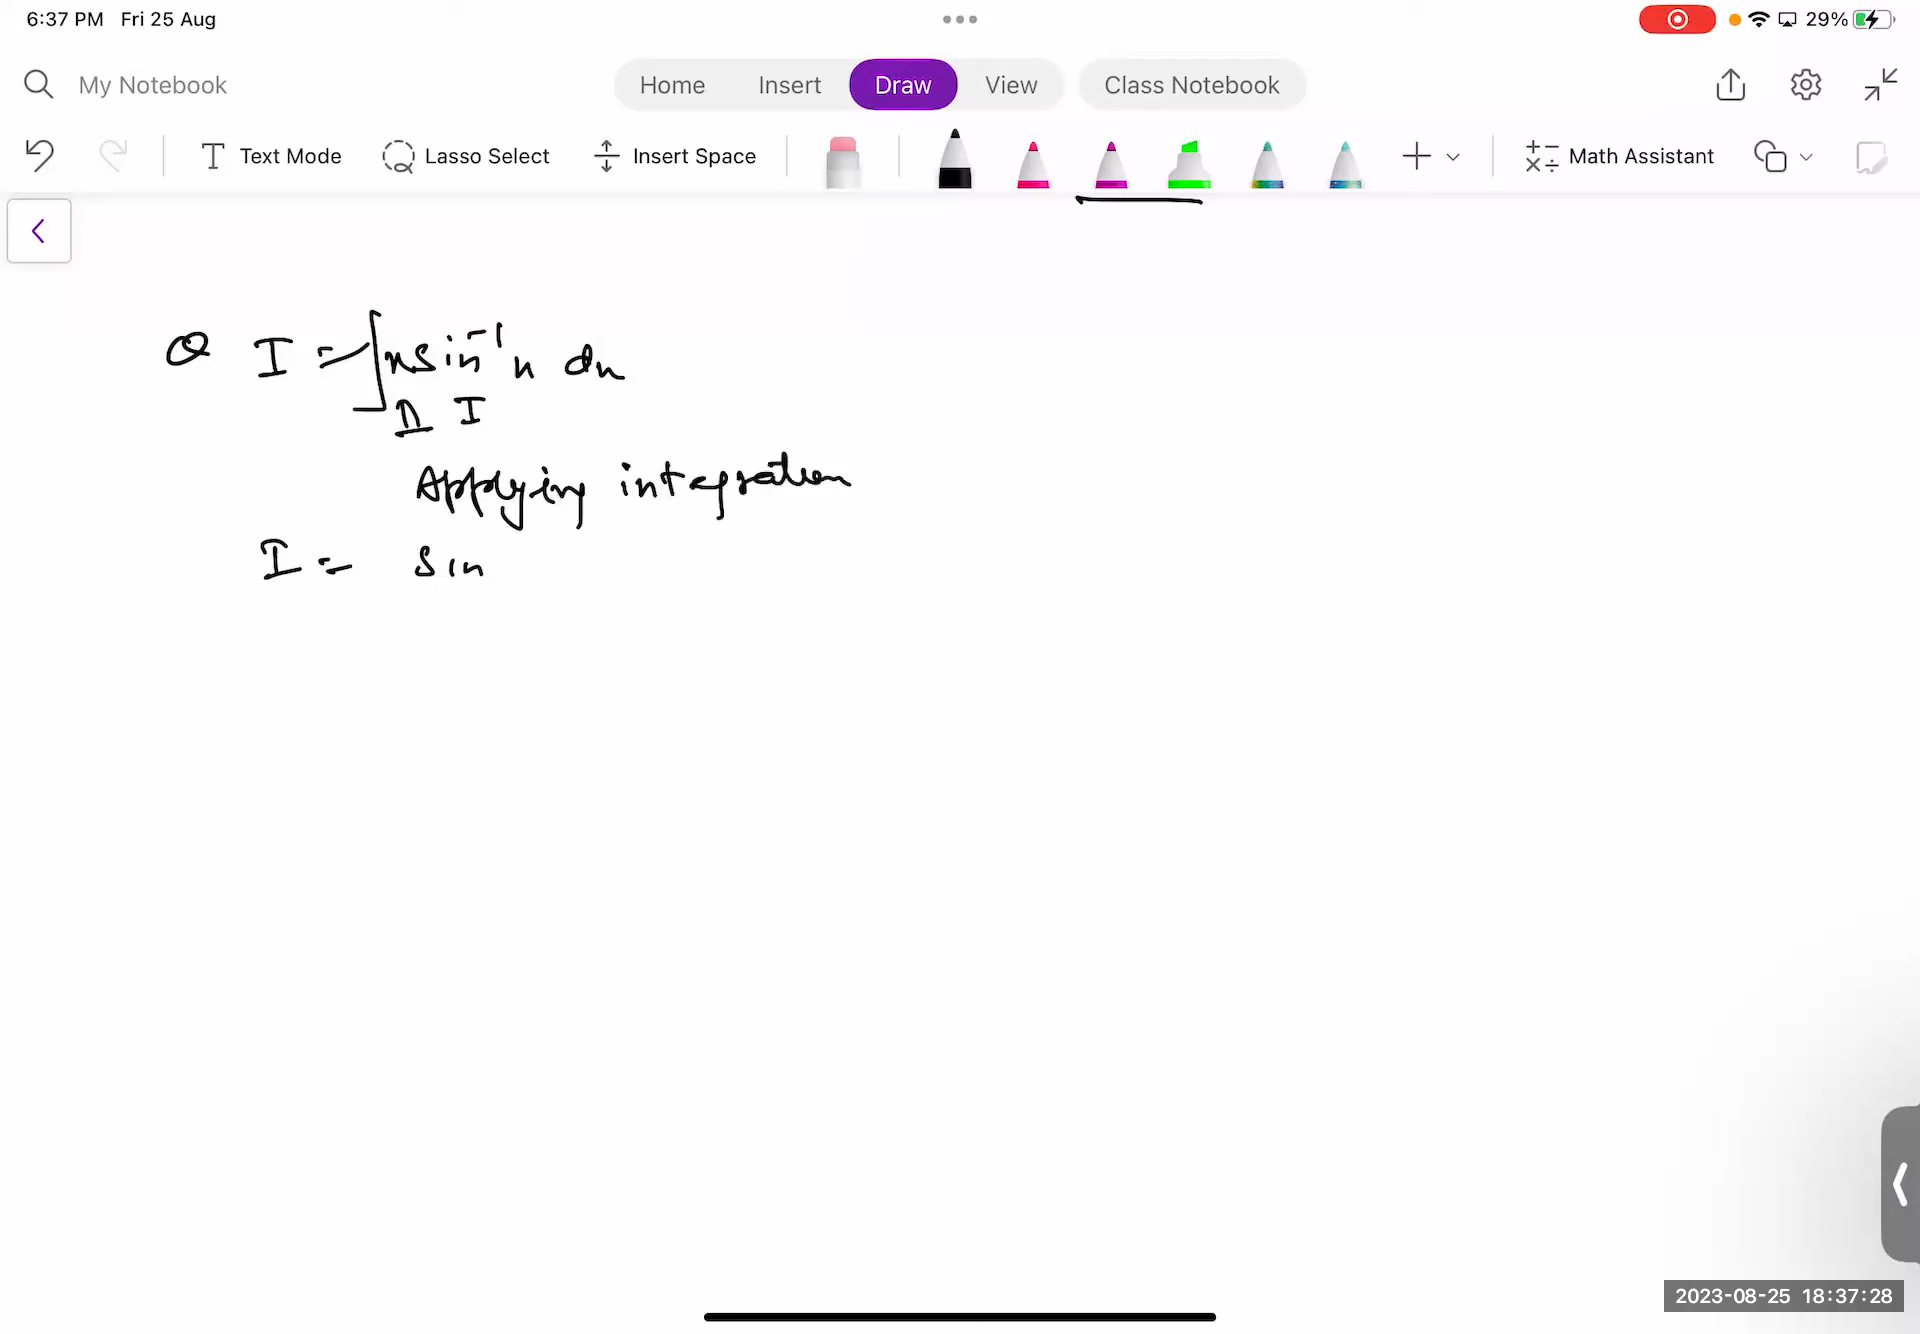 6:37 PM Fri 25 Aug
29%
My Notebook
Home Insert Draw View Class Notebook
Text Mode Lasso Select Insert Space Math Assistant
Q I = ∫ x sin⁻¹x dx
II I
Applying integration
I = sin
2023-08-25 18:37:28